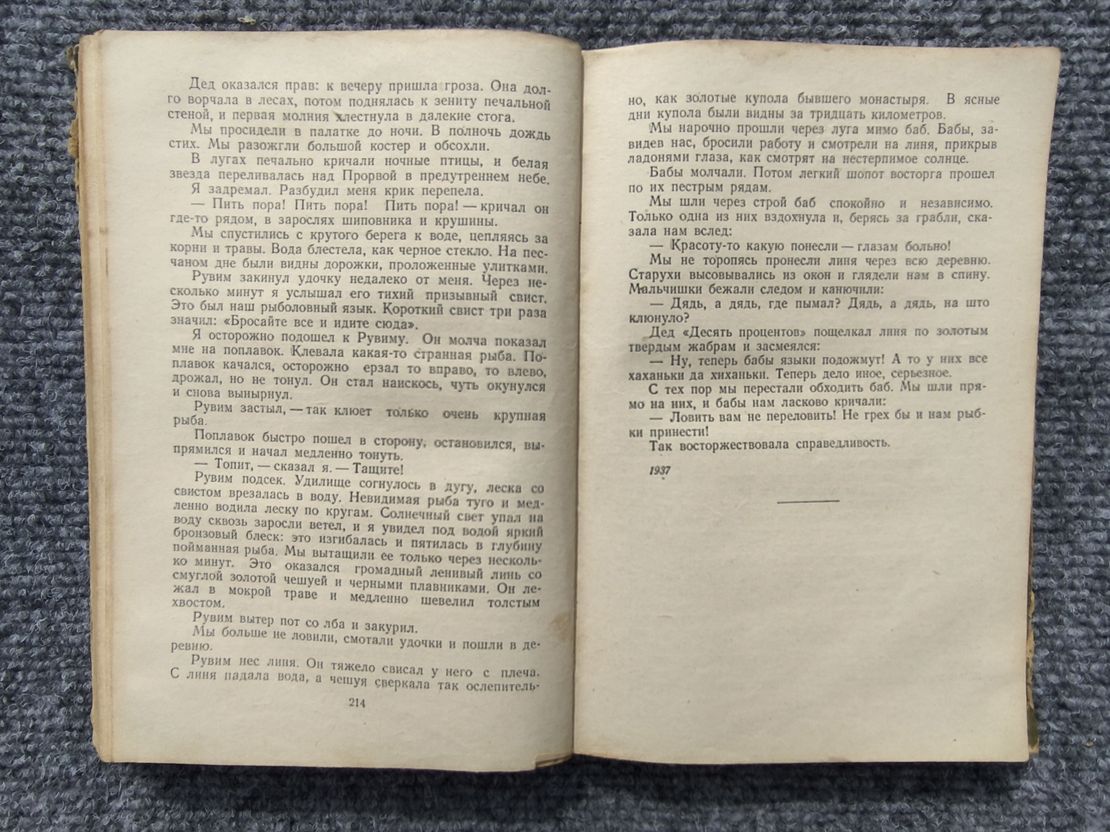 Дед оказался прав: к вечеру пришла гроза. Она дол-
го ворчала в лесах, потом поднялась к зениту печальной
стеной, и первая молния хлестнула в далекие стога.
Мы просидели в палатке до ночи. В полночь дождь
стих. Мы разожгли большой костер и обсохли.
В лугах печально кричали ночные птицы, и белая
звезда переливалась над Прорвой в предутреннем небе.
Я задремал. Разбудил меня крик перепела.
— Пить пора! Пить пора! Пить пора! — кричал он
где-то рядом, в зарослях шиповника и крушины.
Мы спустились с крутого берега к воде, цепляясь за
корни и травы. Вода блестела, как черное стекло. На пес-
чаном дне были видны дорожки, проложенные улитками.
Рувим закинул удочку недалеко от меня. Через не-
сколько минут я услышал его тихий призывный свист.
Это был наш рыболовный язык. Короткий свист три раза
значил: «Бросайте все и идите сюда».
Я осторожно подошел к Рувиму. Он молча показал
мне на поплавок. Клевала какая-то странная рыба. По-
плавок качался, осторожно ерзал то вправо, то влево,
дрожал, но не тонул. Он стал наискось, чуть окунулся
и снова вынырнул.
Рувим застыл, — так клюет только очень крупная
рыба.
Поплавок быстро пошел в сторону, остановился, вы-
прямился и начал медленно тонуть.
— Топит, — сказал я. — Тащите!
Рувим подсек. Удилище согнулось в дугу, леска со
свистом врезалась в воду. Невидимая рыба туго и мед-
ленно водила леску по кругам. Солнечный свет упал на
воду сквозь заросли ветел, и я увидел под водой яркий
бронзовый блеск: это изгибалась и пятилась в глубину
пойманная рыба. Мы вытащили ее только через несколь-
ко минут. Это оказался громадный ленивый линь со
смуглой золотой чешуей и черными плавниками. Он ле-
жал в мокрой траве и медленно шевелил толстым
хвостом.
Рувим вытер пот со лба и закурил.
Мы больше не ловили, смотали удочки и пошли в де-
ревню.
Рувим нес линя. Он тяжело свисал у него с плеча.
С линя падала вода, а чешуя сверкала так ослепитель-
214
но, как золотые купола бывшего монастыря. В ясные
дни купола были видны за тридцать километров.
Мы нарочно прошли через луга мимо баб. Бабы, за-
видев нас, бросили работу и смотрели на линя, прикрыв
ладонями глаза, как смотрят на нестерпимое солнце.
Бабы молчали. Потом легкий шопот восторга прошел
по их пестрым рядам.
Мы шли через строй баб спокойно и независимо.
Только одна из них вздохнула и, берясь за грабли, ска-
зала нам вслед:
— Красоту-то какую понесли — глазам больно!
Мы не торопясь пронесли линя через всю деревню.
Старухи высовывались из окон и глядели нам в спину.
Мальчишки бежали следом и канючили:
— Дядь, а дядь, где пымал? Дядь, а дядь, на што
клюнуло?
Дед «Десять процентов» пощелкал линя по золотым
твердым жабрам и засмеялся:
— Ну, теперь бабы языки подожмут! А то у них все
хаханьки да хиханьки. Теперь дело иное, серьезное.
С тех пор мы перестали обходить баб. Мы шли пря-
мо на них, и бабы нам ласково кричали:
— Ловить вам не переловить! Не грех бы и нам рыб-
ки принести!
Так восторжествовала справедливость.
1937